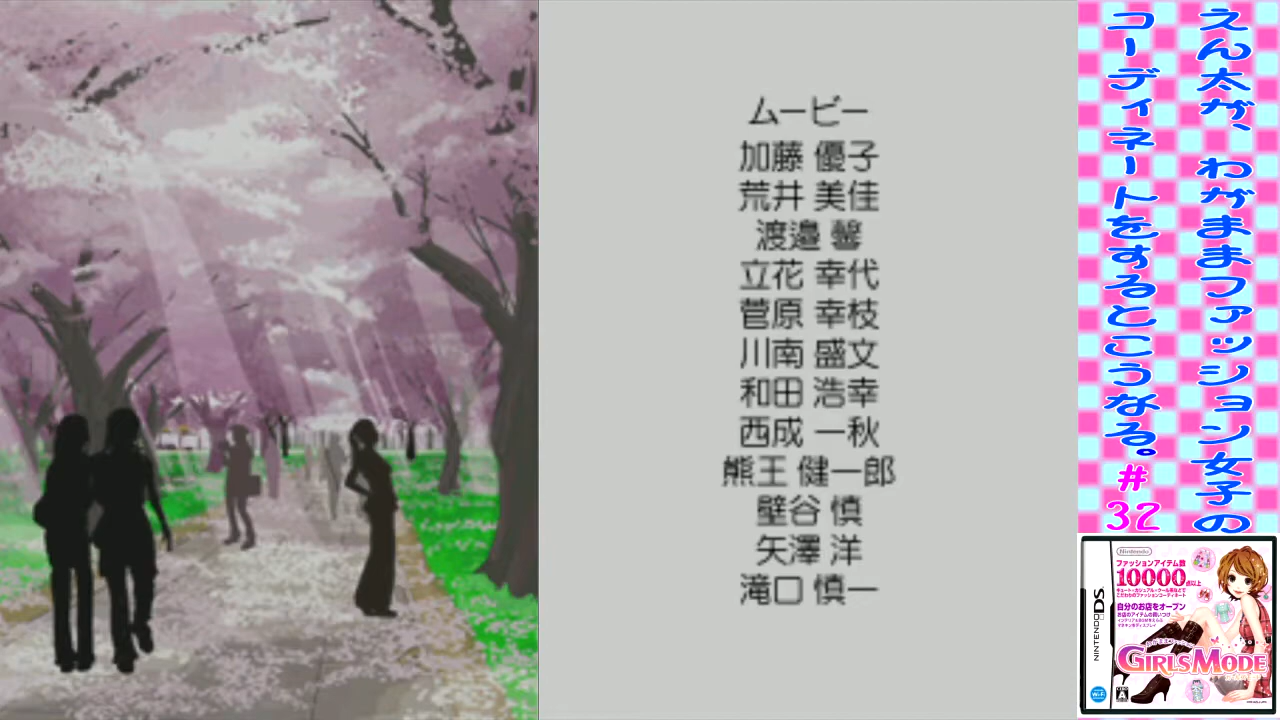 ムービー
加藤 優子
荒井 美佳
渡邉 馨
立花 幸代
菅原 幸枝
川南 盛文
和田 浩幸
西成 一秋
熊王 健一郎
壁谷 慎
矢澤 洋
滝口 慎一
えん太が、わがままファッション女子の
コーディネートをするとこうなる。#32
Nintendo
NINTENDO DS
ファッションアイテム数
10000点以上
自分のお店をオープン
GIRLS MODE
Wi-Fi
A